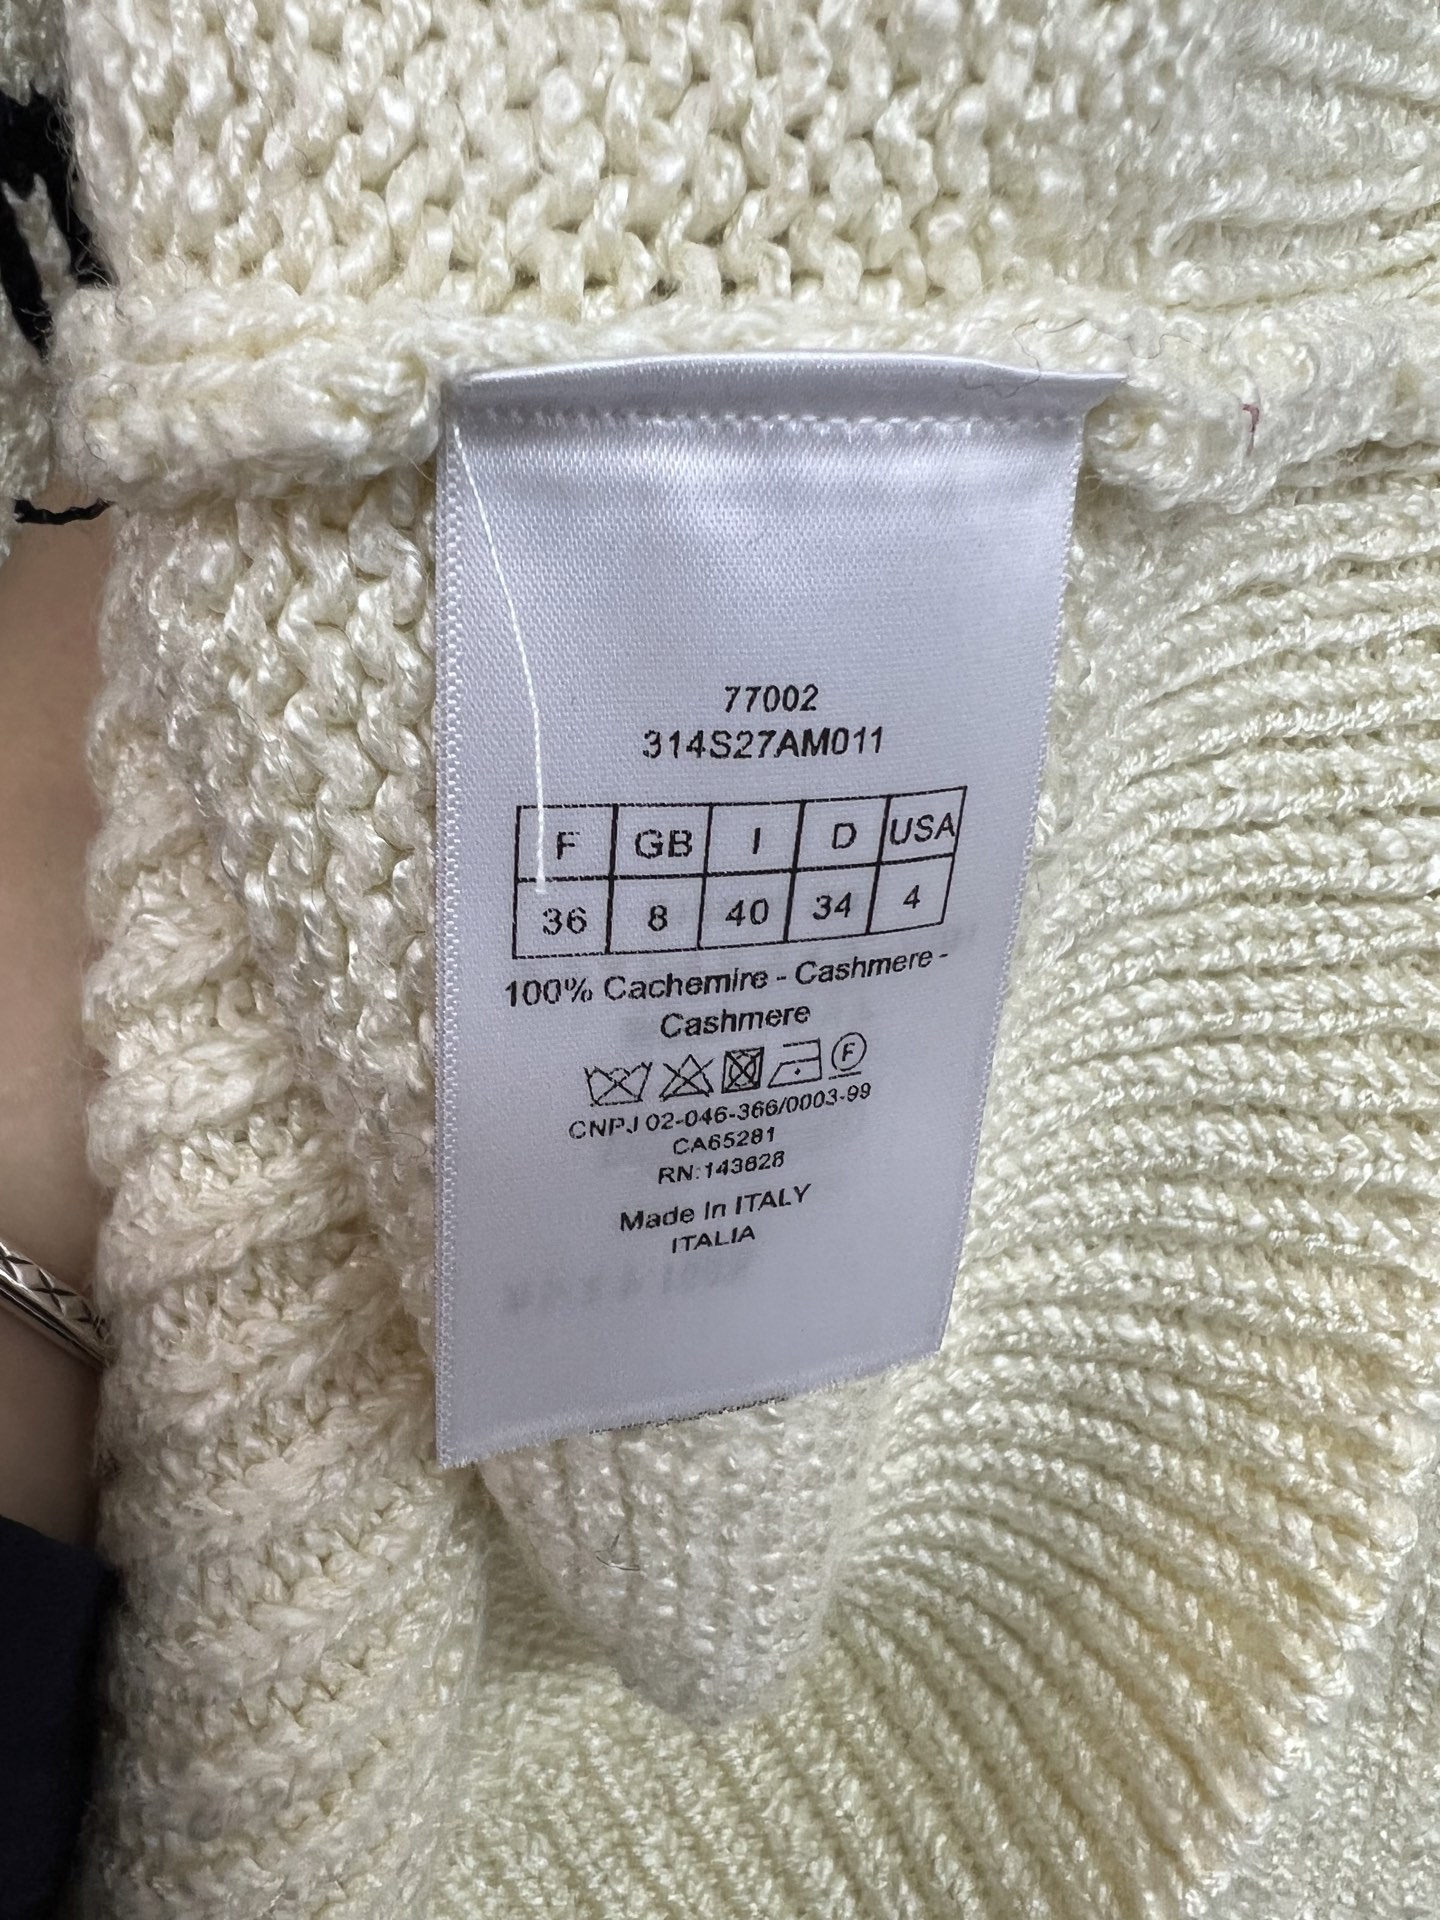 77002
314S27AM011
F GB I D USA
36 8 40 34 4
100% Cachemire - Cashmere -
Cashmere
F
CNPJ 02-046-366/0003-99
CA65281
RN:143628
Made In ITALY
ITALIA